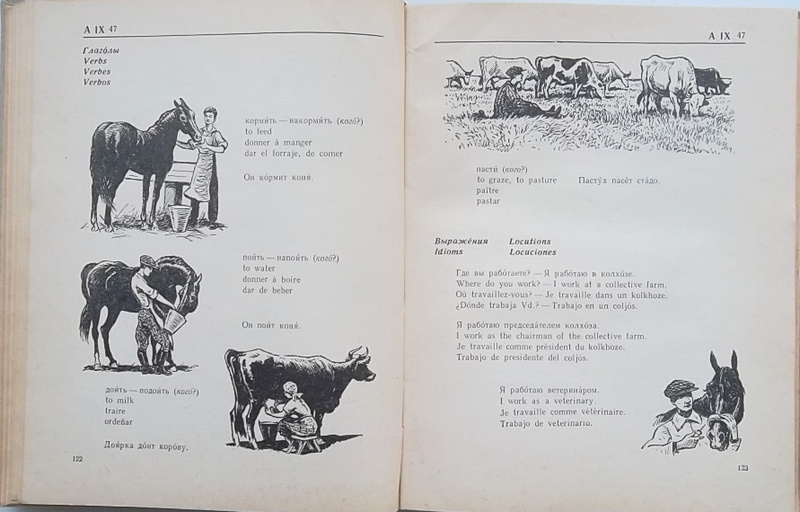 A IX 47
Глаго́лы
Verbs
Verbes
Verbos
корми́ть — накорми́ть (кого́?)
to feed
donner à manger
dar el forraje, de comer
Он ко́рмит коня́.
пои́ть — напои́ть (кого́?)
to water
donner à boire
dar de beber
Он пои́т коня́.
дои́ть — подои́ть (кого́?)
to milk
traire
ordeñar
Доя́рка до́ит коро́ву.
122
A IX 47
пасти́ (кого́?)
to graze, to pasture Пасту́х пасёт ста́до.
paître
pastar
Выраже́ния Locutions
Idioms Locuciones
Где вы рабо́таете? — Я рабо́таю в колхо́зе.
Where do you work? — I work at a collective farm.
Où travaillez-vous? — Je travaille dans un kolkhoze.
¿Dónde trabaja Vd.? — Trabajo en un coljós.
Я рабо́таю председа́телем колхо́за.
I work as the chairman of the collective farm.
Je travaille comme président du kolkhoze.
Trabajo de presidente del coljós.
Я рабо́таю ветерина́ром.
I work as a veterinary.
Je travaille comme vétérinaire.
Trabajo de veterinario.
123